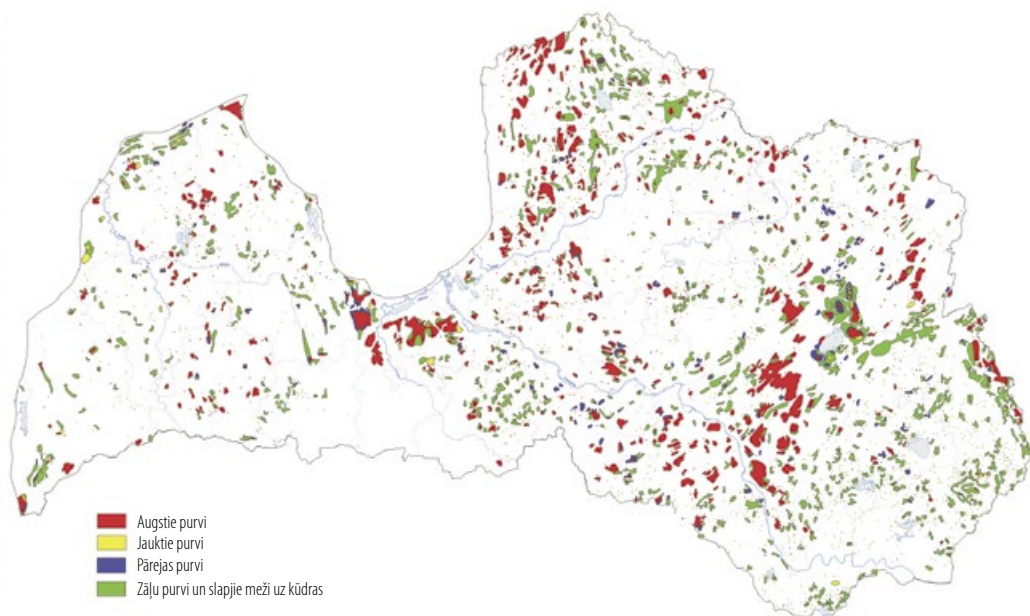 Augstie purvi
Jauktie purvi
Pārejas purvi
Zāļu purvi un slapjie meži uz kūdras